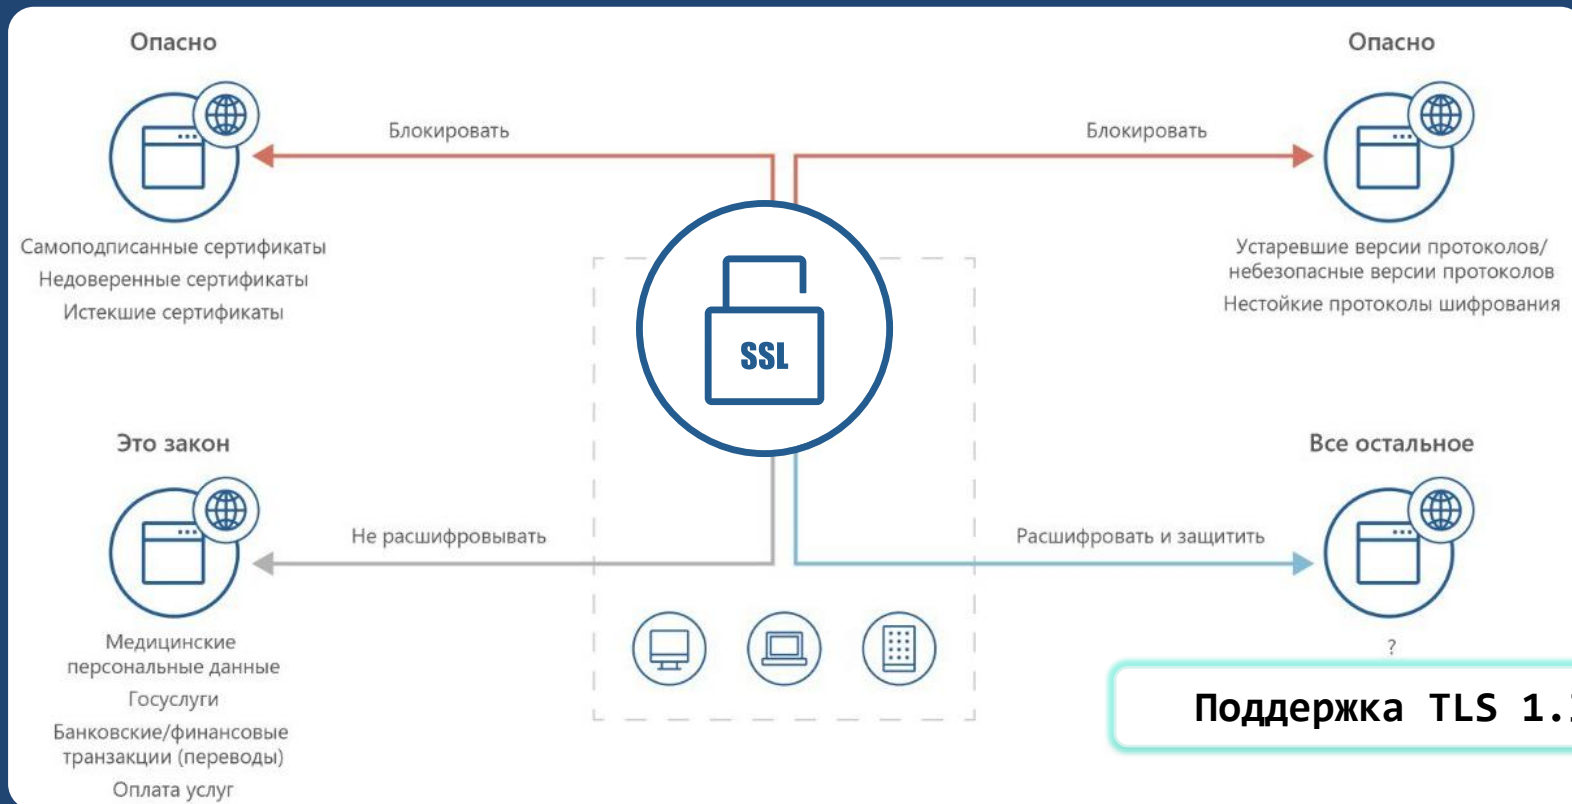 Опасно
Блокировать
Самоподписанные сертификаты
Недоверенные сертификаты
Истекшие сертификаты
Опасно
Блокировать
Устаревшие версии протоколов/
небезопасные версии протоколов
Нестойкие протоколы шифрования
SSL
Это закон
Не расшифровывать
Медицинские
персональные данные
Госуслуги
Банковские/финансовые
транзакции (переводы)
Оплата услуг
Все остальное
Расшифровать и защитить
?
Поддержка TLS